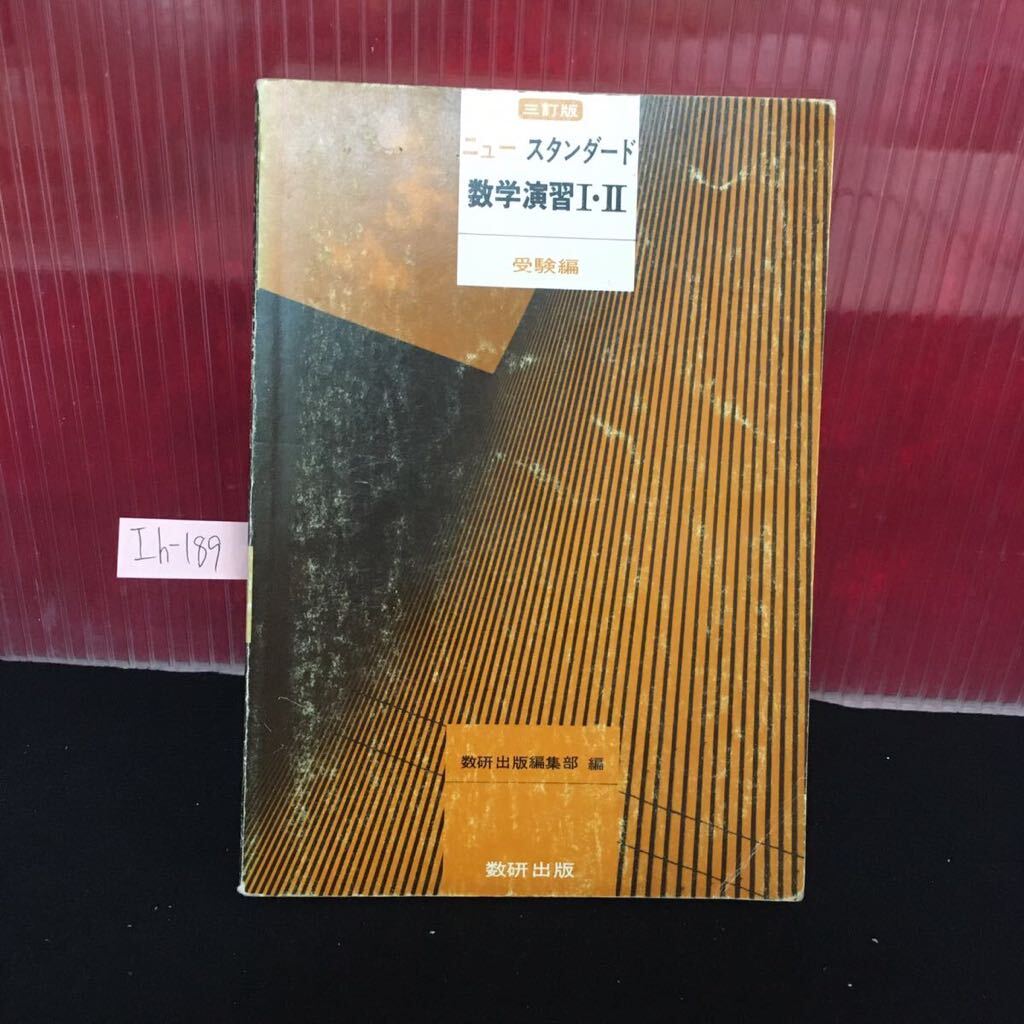 三訂版
ニュー スタンダード
数学演習I・II
受験編
Ih-189
数研出版編集部 編
数研出版